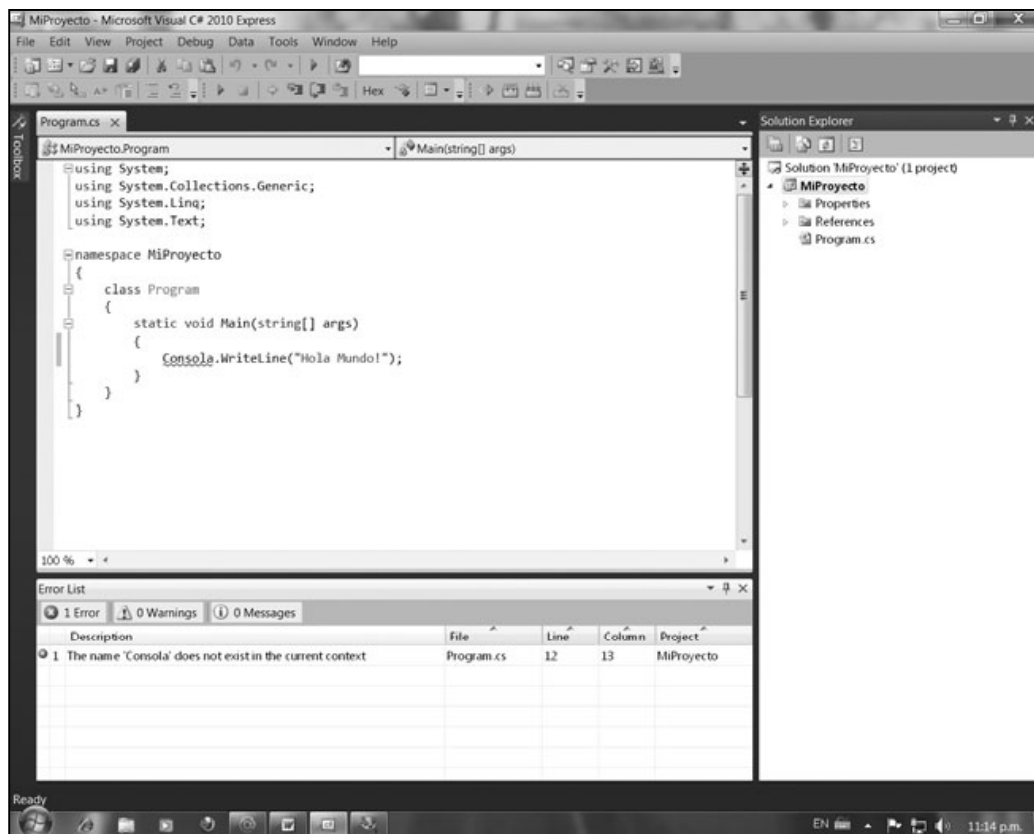 MiProyecto - Microsoft Visual C# 2010 Express
File Edit View Project Debug Data Tools Window Help
Hex
Toolbox
Program.cs
MiProyecto.Program
Main(string[] args)
using System;
using System.Collections.Generic;
using System.Linq;
using System.Text;
namespace MiProyecto
{
class Program
{
static void Main(string[] args)
{
Consola.WriteLine("Hola Mundo!");
}
}
}
100 %
Solution Explorer
Solution 'MiProyecto' (1 project)
MiProyecto
Properties
References
Program.cs
Error List
1 Error 0 Warnings 0 Messages
Description File Line Column Project
1 The name 'Consola' does not exist in the current context Program.cs 12 13 MiProyecto
Ready
EN 11:14 p.m.